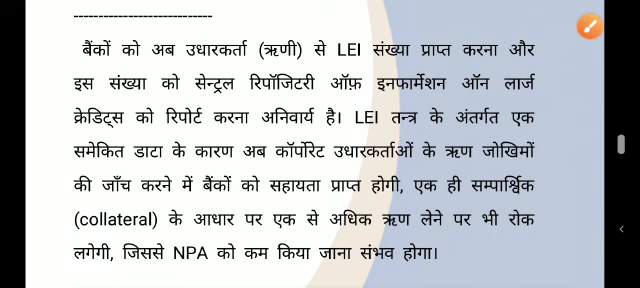 ----------------------------
बैंकों को अब उधारकर्ता (ऋणी) से LEI संख्या प्राप्त करना और
इस संख्या को सेन्ट्रल रिपॉजिटरी ऑफ़ इनफार्मेशन ऑन लार्ज
क्रेडिट्स को रिपोर्ट करना अनिवार्य है। LEI तन्त्र के अंतर्गत एक
समेकित डाटा के कारण अब कॉर्पोरेट उधारकर्ताओं के ऋण जोखिमों
की जाँच करने में बैंकों को सहायता प्राप्त होगी, एक ही सम्पार्श्विक
(collateral) के आधार पर एक से अधिक ऋण लेने पर भी रोक
लगेगी, जिससे NPA को कम किया जाना संभव होगा।